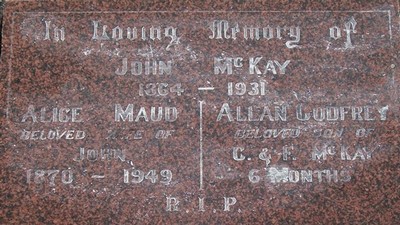 In Loving Memory of
JOHN McKAY
1864 - 1931
ALICE MAUD
BELOVED WIFE OF
JOHN
1870 - 1949
ALLAN GODFREY
BELOVED SON OF
C. & F. McKAY
6 MONTHS
R.I.P.